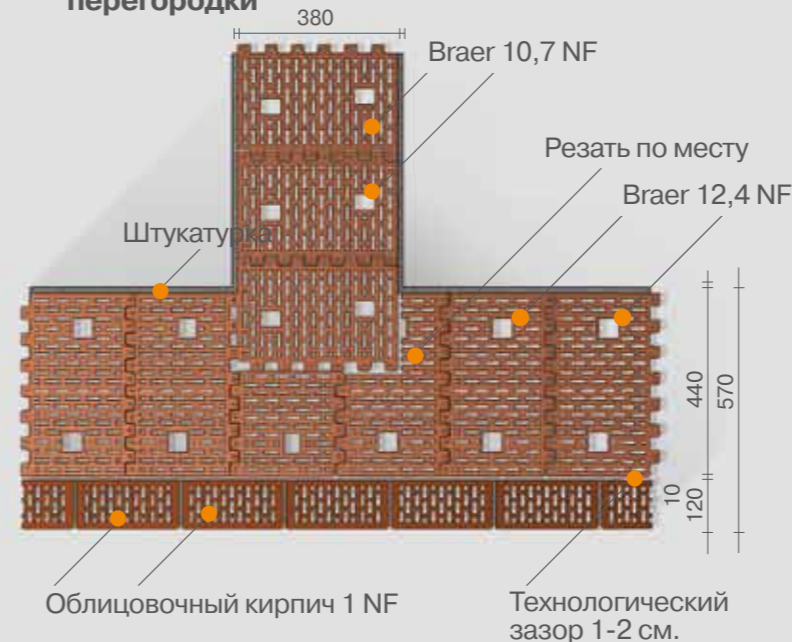 перегородки
380
Braer 10,7 NF
Резать по месту
Braer 12,4 NF
Штукатурка
440
570
10
120
Облицовочный кирпич 1 NF
Технологический
зазор 1-2 см.